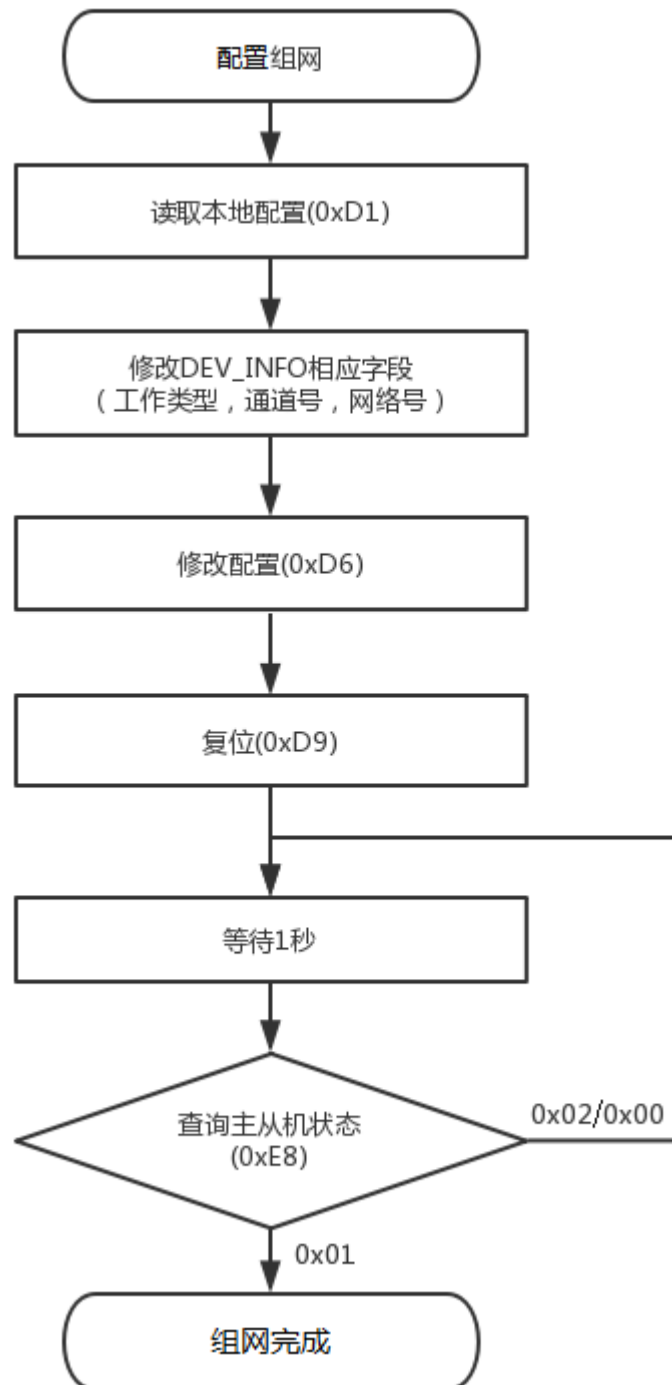 配置组网
读取本地配置(0xD1)
修改DEV_INFO相应字段
（工作类型，通道号，网络号）
修改配置(0xD6)
复位(0xD9)
等待1秒
查询主从机状态
(0xE8)
0x02/0x00
0x01
组网完成